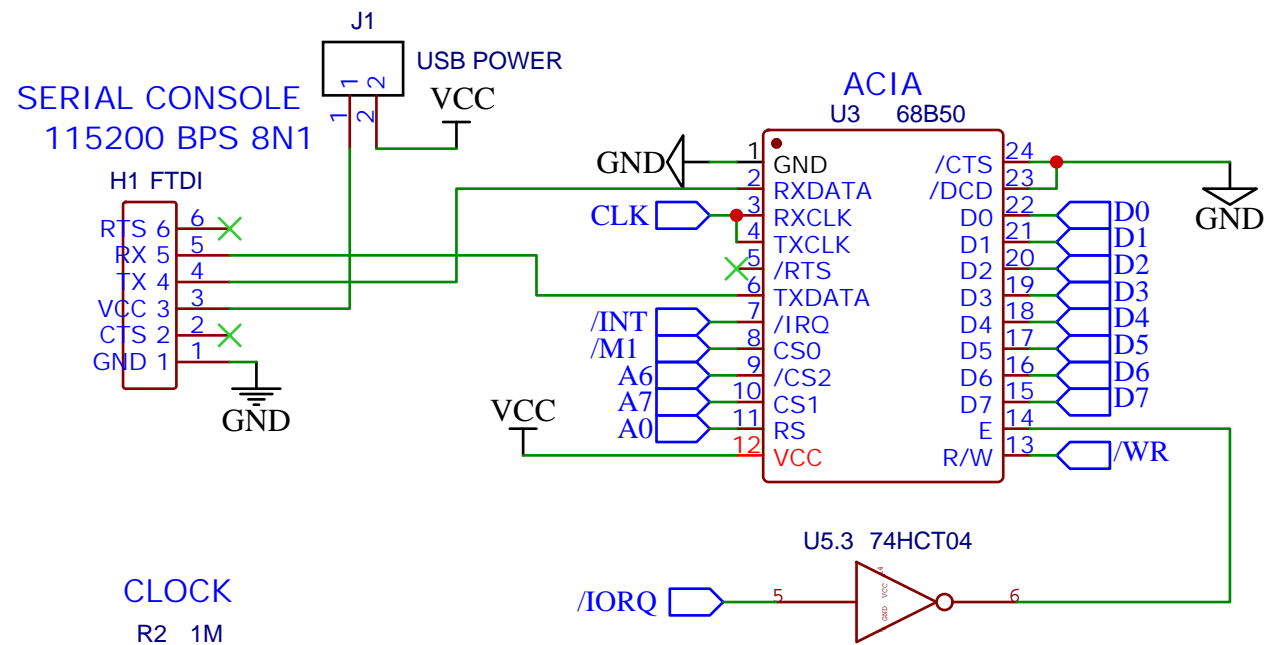 J1
USB POWER
1
2
1
2
VCC
SERIAL CONSOLE
115200 BPS 8N1
H1 FTDI
RTS 6 6
RX 5 5
TX 4 4
VCC 3 3
CTS 2 2
GND 1 1
GND
ACIA
U3 68B50
GND 1 GND
2 RXDATA
CLK 3 RXCLK
4 TXCLK
5 /RTS
6 TXDATA
/INT 7 /IRQ
/M1 8 CS0
A6 9 /CS2
A7 10 CS1
A0 11 RS
VCC 12 VCC
/CTS 24
/DCD 23
GND
D0 22 D0
D1 21 D1
D2 20 D2
D3 19 D3
D4 18 D4
D5 17 D5
D6 16 D6
D7 15 D7
E 14
R/W 13 /WR
U5.3 74HCT04
/IORQ 5 6
GND VCC
CLOCK
R2 1M